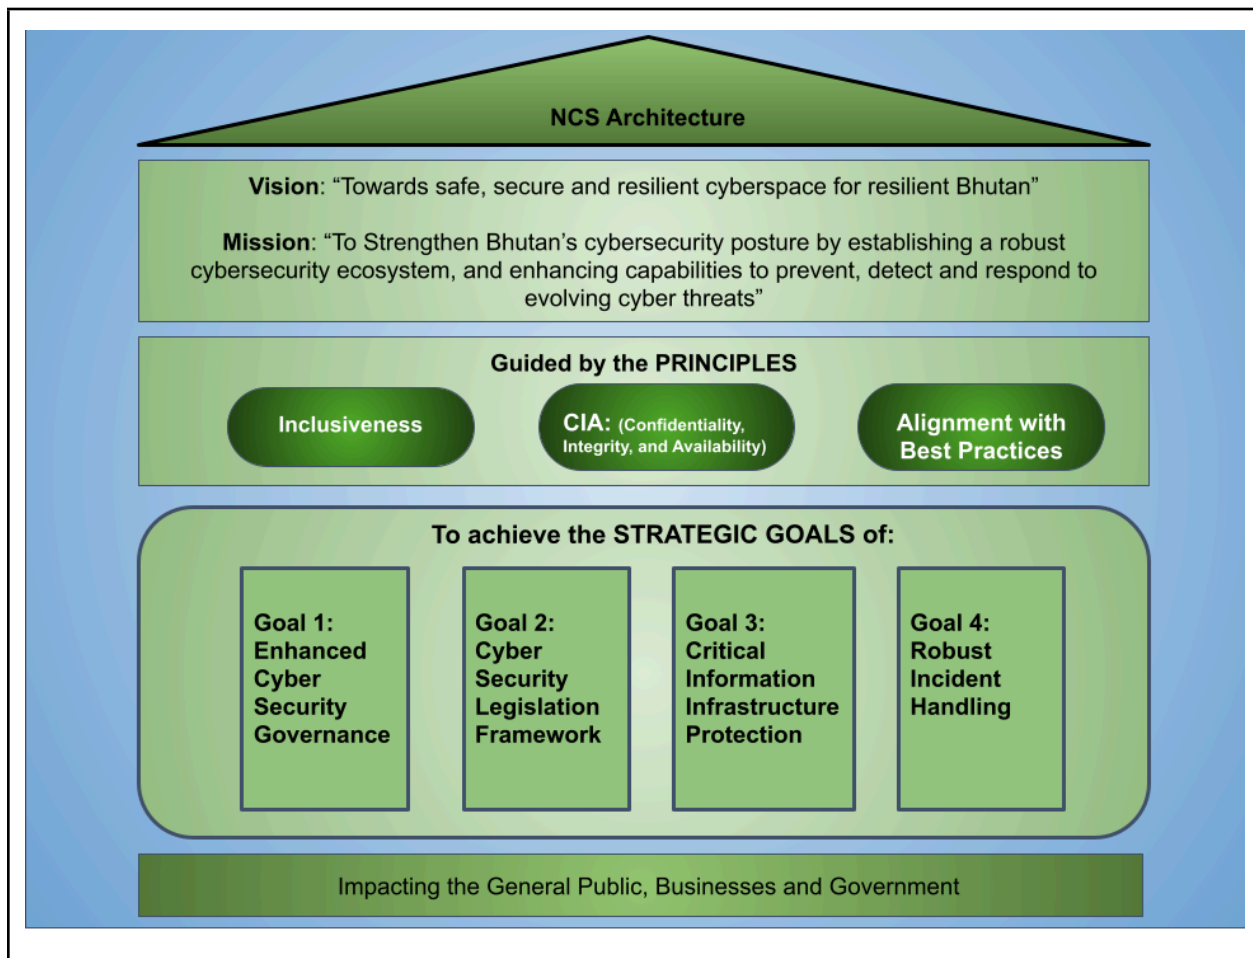 NCS Architecture
Vision: “Towards safe, secure and resilient cyberspace for resilient Bhutan”
Mission: “To Strengthen Bhutan’s cybersecurity posture by establishing a robust
cybersecurity ecosystem, and enhancing capabilities to prevent, detect and respond to
evolving cyber threats”
Guided by the PRINCIPLES
Inclusiveness
CIA: (Confidentiality,
Integrity, and Availability)
Alignment with
Best Practices
To achieve the STRATEGIC GOALS of:
Goal 1:
Enhanced
Cyber
Security
Governance
Goal 2:
Cyber
Security
Legislation
Framework
Goal 3:
Critical
Information
Infrastructure
Protection
Goal 4:
Robust
Incident
Handling
Impacting the General Public, Businesses and Government